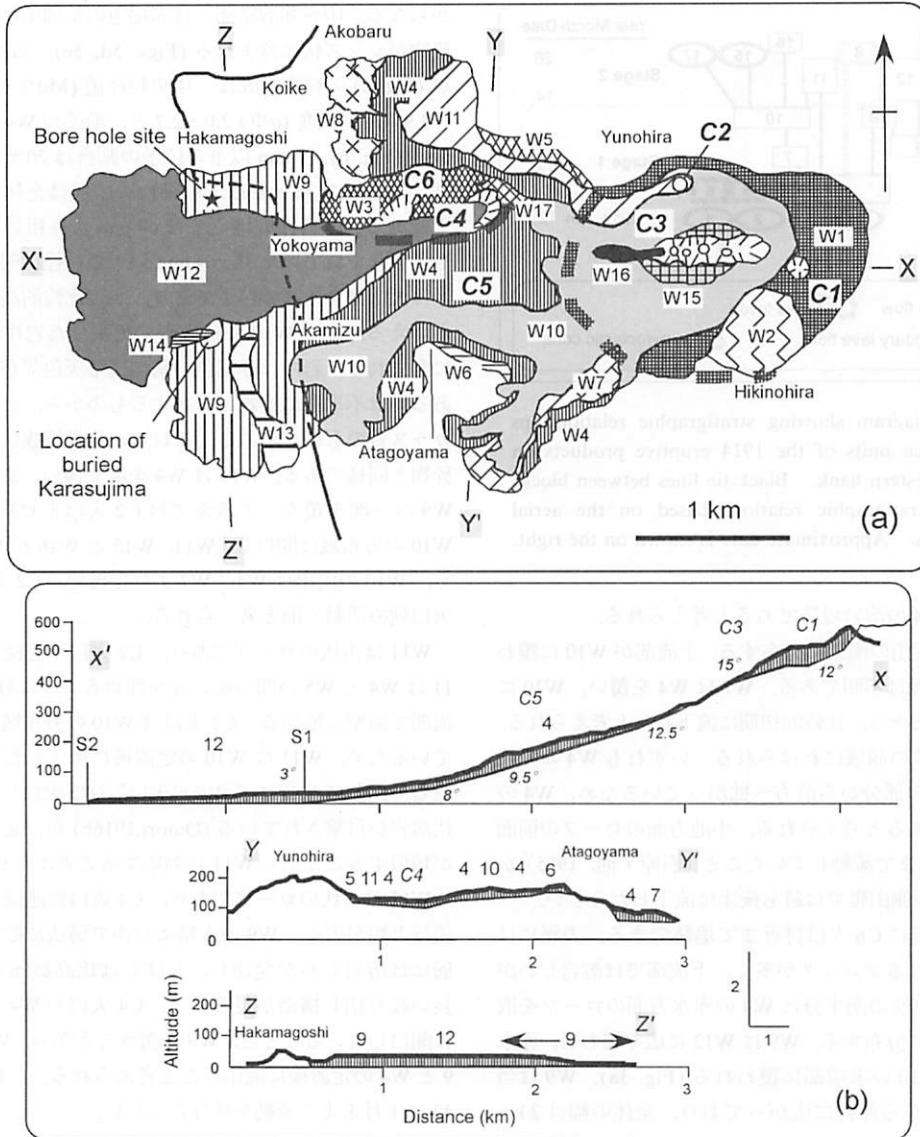 (a)
Z
Akobaru
Y
Koike
W4
W8
W11
W5
Yunohira
C2
Bore hole site
Hakamagoshi
W9
C6
W3
C4
W17
C3
W1
Yokoyama
X'
W12
W4
C5
W16
W15
C1
X
W14
Akamizu
W10
W10
W2
W9
W4
W6
W7
Hikinohira
W13
W4
Location of
buried
Karasujima
Atagoyama
Z'
Y'
1 km
(a)
600
500
400
300
200
100
0
X'
S2
12
S1
3°
8°
C5
4
9.5°
10
12.5°
C3
15°
C1
12°
X
Y
Yunohira
Atagoyama
Y'
200
100
0
5 11 4 C4
4 10 4 6
4 7
1
2
3
Altitude (m)
Z
Hakamagoshi
Z'
200
100
0
9
12
9
1
2
3
Distance (km)
2
1
(b)